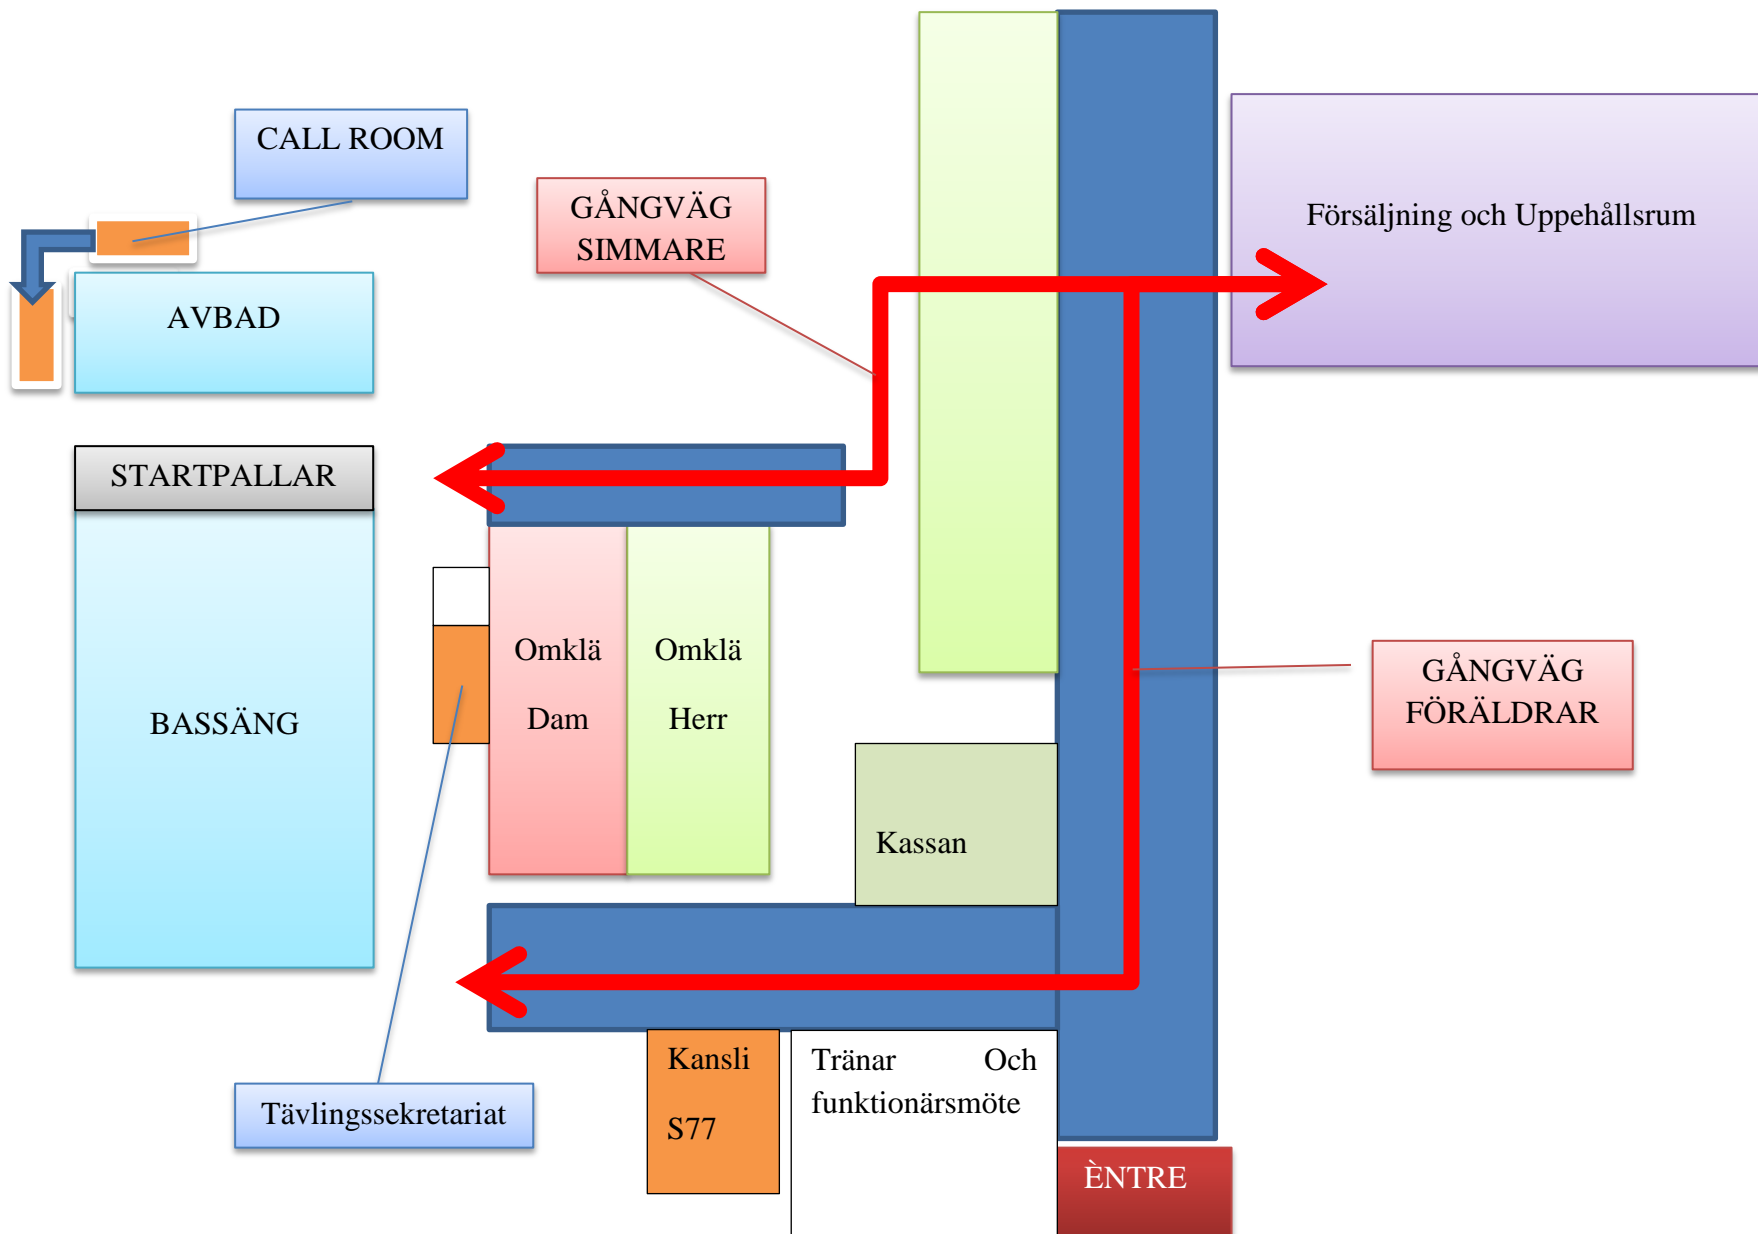 CALL ROOM
GÅNGVÄG
SIMMARE
Försäljning och Uppehållsrum
AVBAD
STARTPALLAR
BASSÄNG
Omklä
Dam
Omklä
Herr
GÅNGVÄG
FÖRÄLDRAR
Kassan
Tävlingssekretariat
Kansli
S77
Tränar Och
funktionärsmöte
ÈNTRE